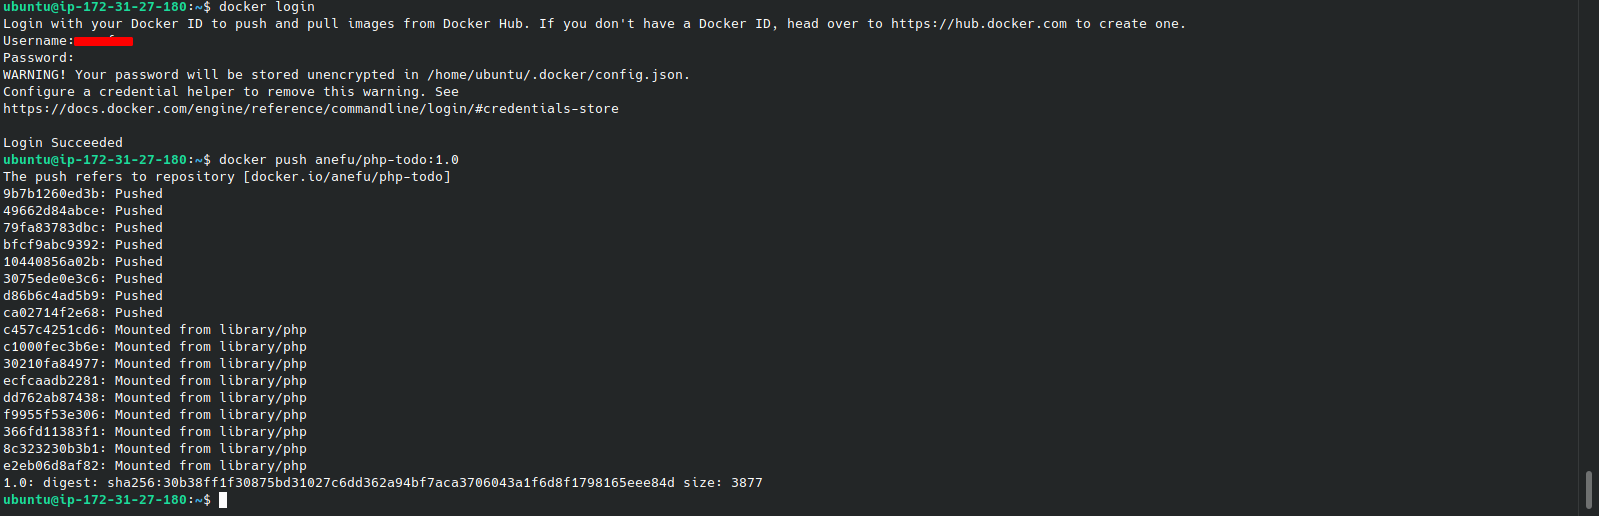 ubuntu@ip-172-31-27-180:~$ docker login
Login with your Docker ID to push and pull images from Docker Hub. If you don't have a Docker ID, head over to https://hub.docker.com to create one.
Username:
Password:
WARNING! Your password will be stored unencrypted in /home/ubuntu/.docker/config.json.
Configure a credential helper to remove this warning. See
https://docs.docker.com/engine/reference/commandline/login/#credentials-store
Login Succeeded
ubuntu@ip-172-31-27-180:~$ docker push anefu/php-todo:1.0
The push refers to repository [docker.io/anefu/php-todo]
9b7b1260ed3b: Pushed
49662d84abce: Pushed
79fa83783dbc: Pushed
bfcf9abc9392: Pushed
10440856a02b: Pushed
3075ede0e3c6: Pushed
d86b6c4ad5b9: Pushed
ca02714f2e68: Pushed
c457c4251cd6: Mounted from library/php
c1000fec3b6e: Mounted from library/php
30210fa84977: Mounted from library/php
ecfcaadb2281: Mounted from library/php
dd762ab87438: Mounted from library/php
f9955f53e306: Mounted from library/php
366fd11383f1: Mounted from library/php
8c323230b3b1: Mounted from library/php
e2eb06d8af82: Mounted from library/php
1.0: digest: sha256:30b38ff1f30875bd31027c6dd362a94bf7aca3706043a1f6d8f1798165eee84d size: 3877
ubuntu@ip-172-31-27-180:~$